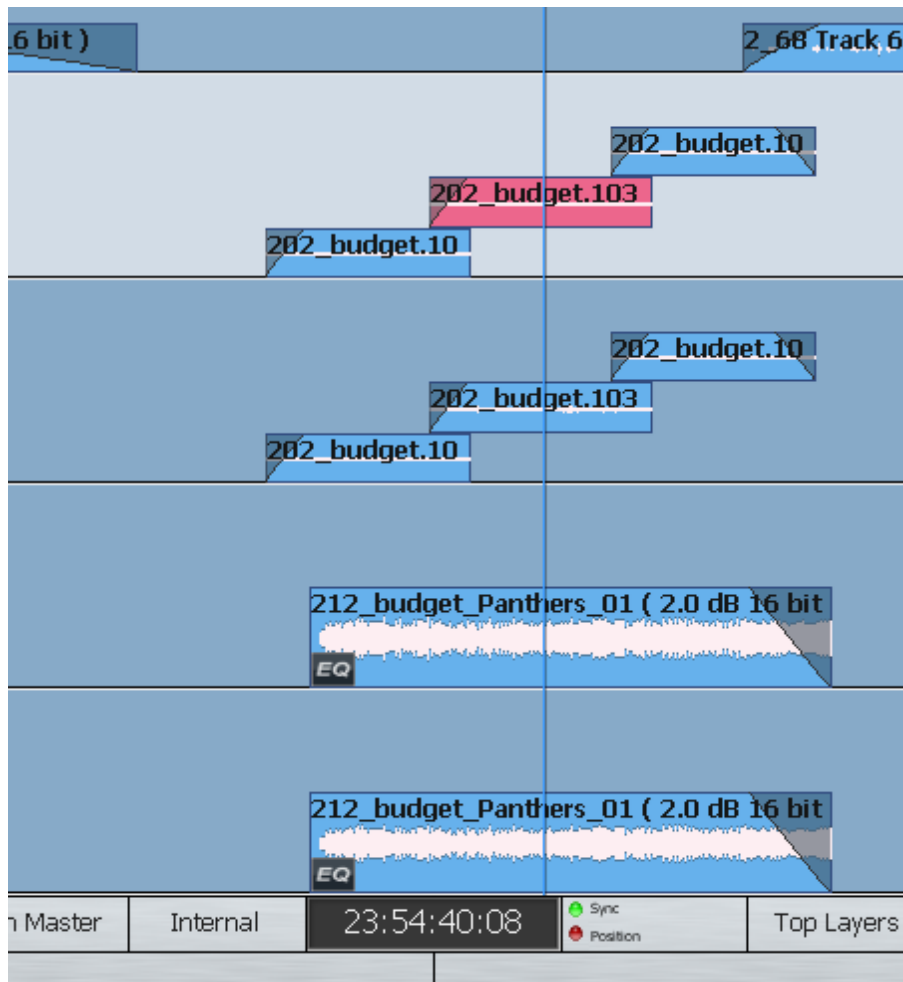 .6 bit )
2_68 Track 6
202_budget.10
202_budget.103
202_budget.10
202_budget.10
202_budget.103
202_budget.10
212_budget_Panthers_01 ( 2.0 dB 16 bit
EQ
212_budget_Panthers_01 ( 2.0 dB 16 bit
EQ
n Master
Internal
23:54:40:08
Sync
Position
Top Layers